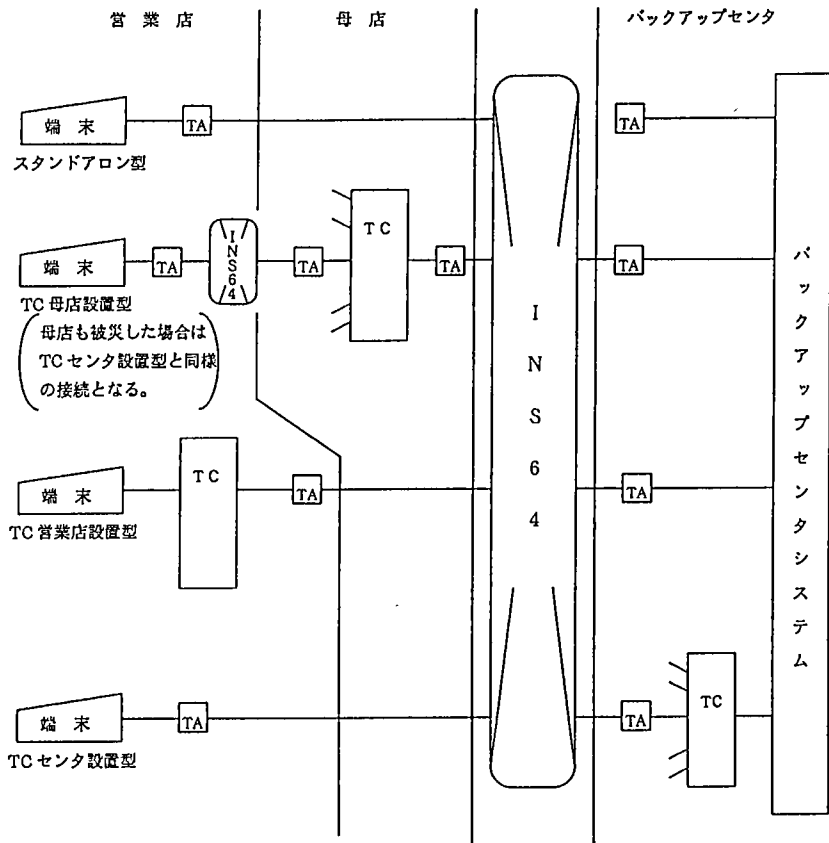 営業店
母店
バックアップセンタ
端末
TA
TA
スタンドアロン型
端末
TA
INS64
TA
TC
TA
TA
TC母店設置型
母店も被災した場合は
TCセンタ設置型と同様
の接続となる。
端末
TC
TA
TA
TC営業店設置型
端末
TA
TA
TC
TCセンタ設置型
INS64
バックアップセンタシステム